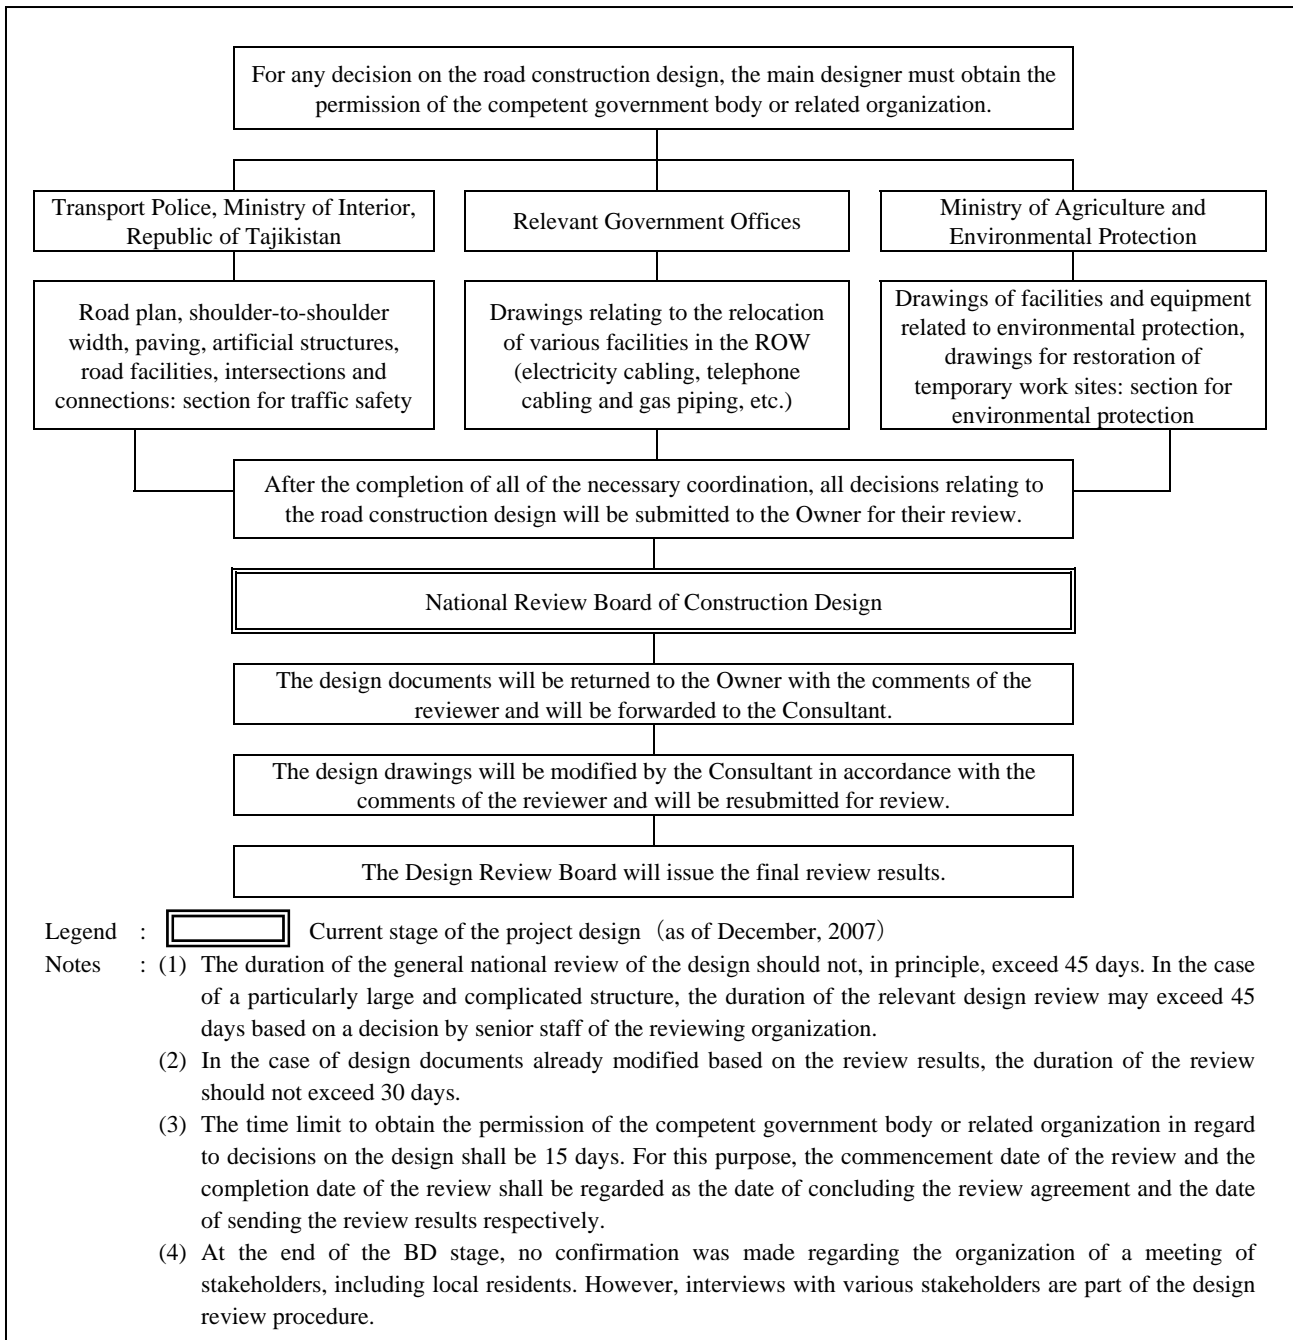 For any decision on the road construction design, the main designer must obtain the
permission of the competent government body or related organization.
Transport Police, Ministry of Interior,
Republic of Tajikistan
Relevant Government Offices
Ministry of Agriculture and
Environmental Protection
Road plan, shoulder-to-shoulder
width, paving, artificial structures,
road facilities, intersections and
connections: section for traffic safety
Drawings relating to the relocation
of various facilities in the ROW
(electricity cabling, telephone
cabling and gas piping, etc.)
Drawings of facilities and equipment
related to environmental protection,
drawings for restoration of
temporary work sites: section for
environmental protection
After the completion of all of the necessary coordination, all decisions relating to
the road construction design will be submitted to the Owner for their review.
National Review Board of Construction Design
The design documents will be returned to the Owner with the comments of the
reviewer and will be forwarded to the Consultant.
The design drawings will be modified by the Consultant in accordance with the
comments of the reviewer and will be resubmitted for review.
The Design Review Board will issue the final review results.
Legend : Current stage of the project design（as of December, 2007）
Notes : (1) The duration of the general national review of the design should not, in principle, exceed 45 days. In the case
of a particularly large and complicated structure, the duration of the relevant design review may exceed 45
days based on a decision by senior staff of the reviewing organization.
(2) In the case of design documents already modified based on the review results, the duration of the review
should not exceed 30 days.
(3) The time limit to obtain the permission of the competent government body or related organization in regard
to decisions on the design shall be 15 days. For this purpose, the commencement date of the review and the
completion date of the review shall be regarded as the date of concluding the review agreement and the date
of sending the review results respectively.
(4) At the end of the BD stage, no confirmation was made regarding the organization of a meeting of
stakeholders, including local residents. However, interviews with various stakeholders are part of the design
review procedure.